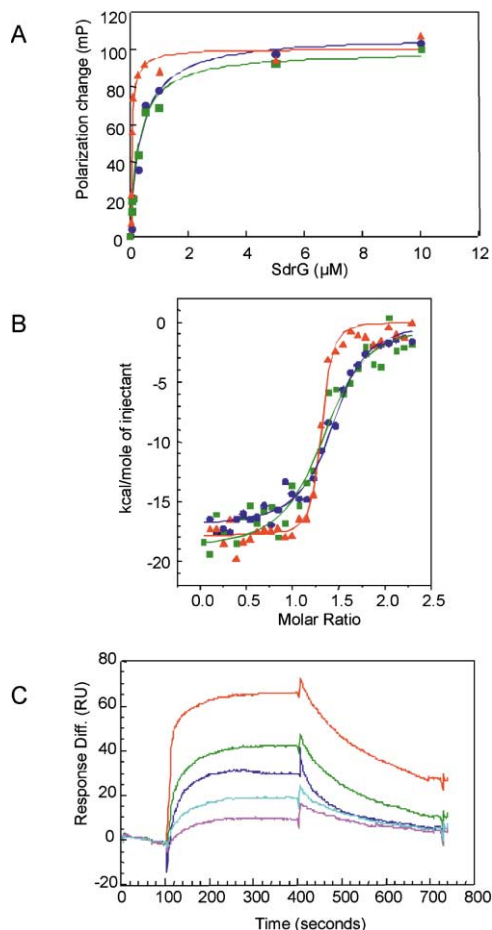 A
Polarization change (mP)
120
100
80
60
40
20
0
0 2 4 6 8 10 12
SdrG (µM)
B
kcal/mole of injectant
0
-5
-10
-15
-20
0.0 0.5 1.0 1.5 2.0 2.5
Molar Ratio
C
Response Diff. (RU)
80
60
40
20
0
-20
0 100 200 300 400 500 600 700 800
Time (seconds)